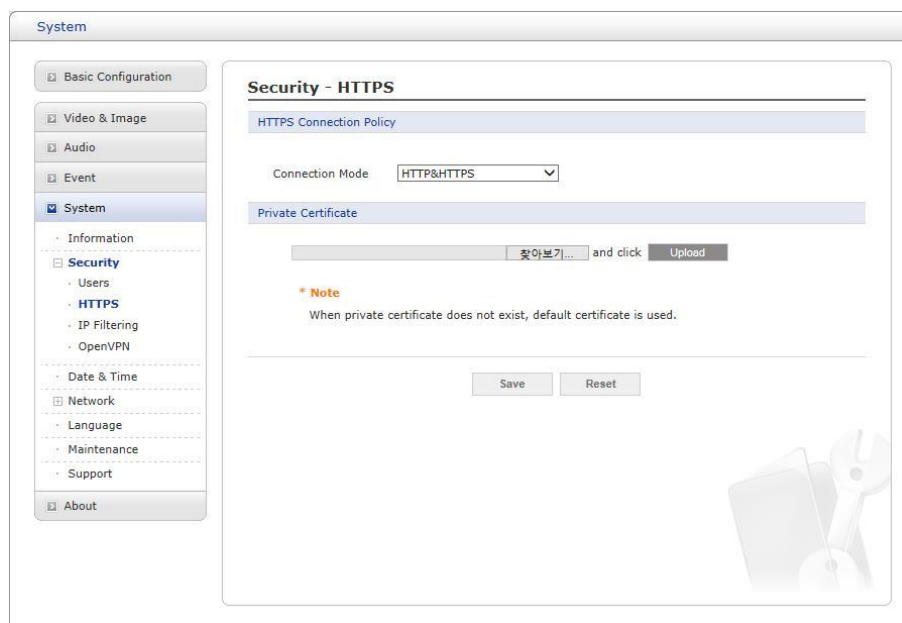 System
Basic Configuration
Video & Image
Audio
Event
System
Information
Security
Users
HTTPS
IP Filtering
OpenVPN
Date & Time
Network
Language
Maintenance
Support
About
Security - HTTPS
HTTPS Connection Policy
Connection Mode HTTP&HTTPS
Private Certificate
찾아보기... and click Upload
* Note
When private certificate does not exist, default certificate is used.
Save Reset